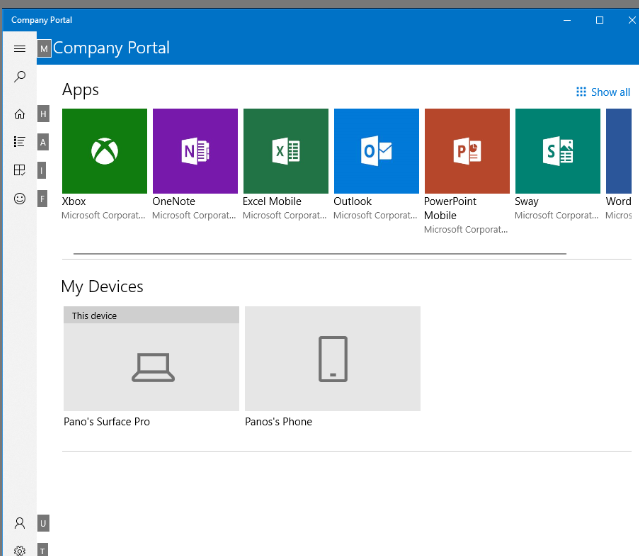 Company Portal
M Company Portal
Apps
Show all
H
A
I
F
N
X
O
P
S
Xbox
OneNote
Excel Mobile
Outlook
PowerPoint
Mobile
Sway
Word
Microsoft Corporat...
Microsoft Corporat...
Microsoft Corporat...
Microsoft Corporat...
Microsoft Corporat...
Microsoft Corporat...
Micros
My Devices
This device
Pano's Surface Pro
Panos's Phone
U
T